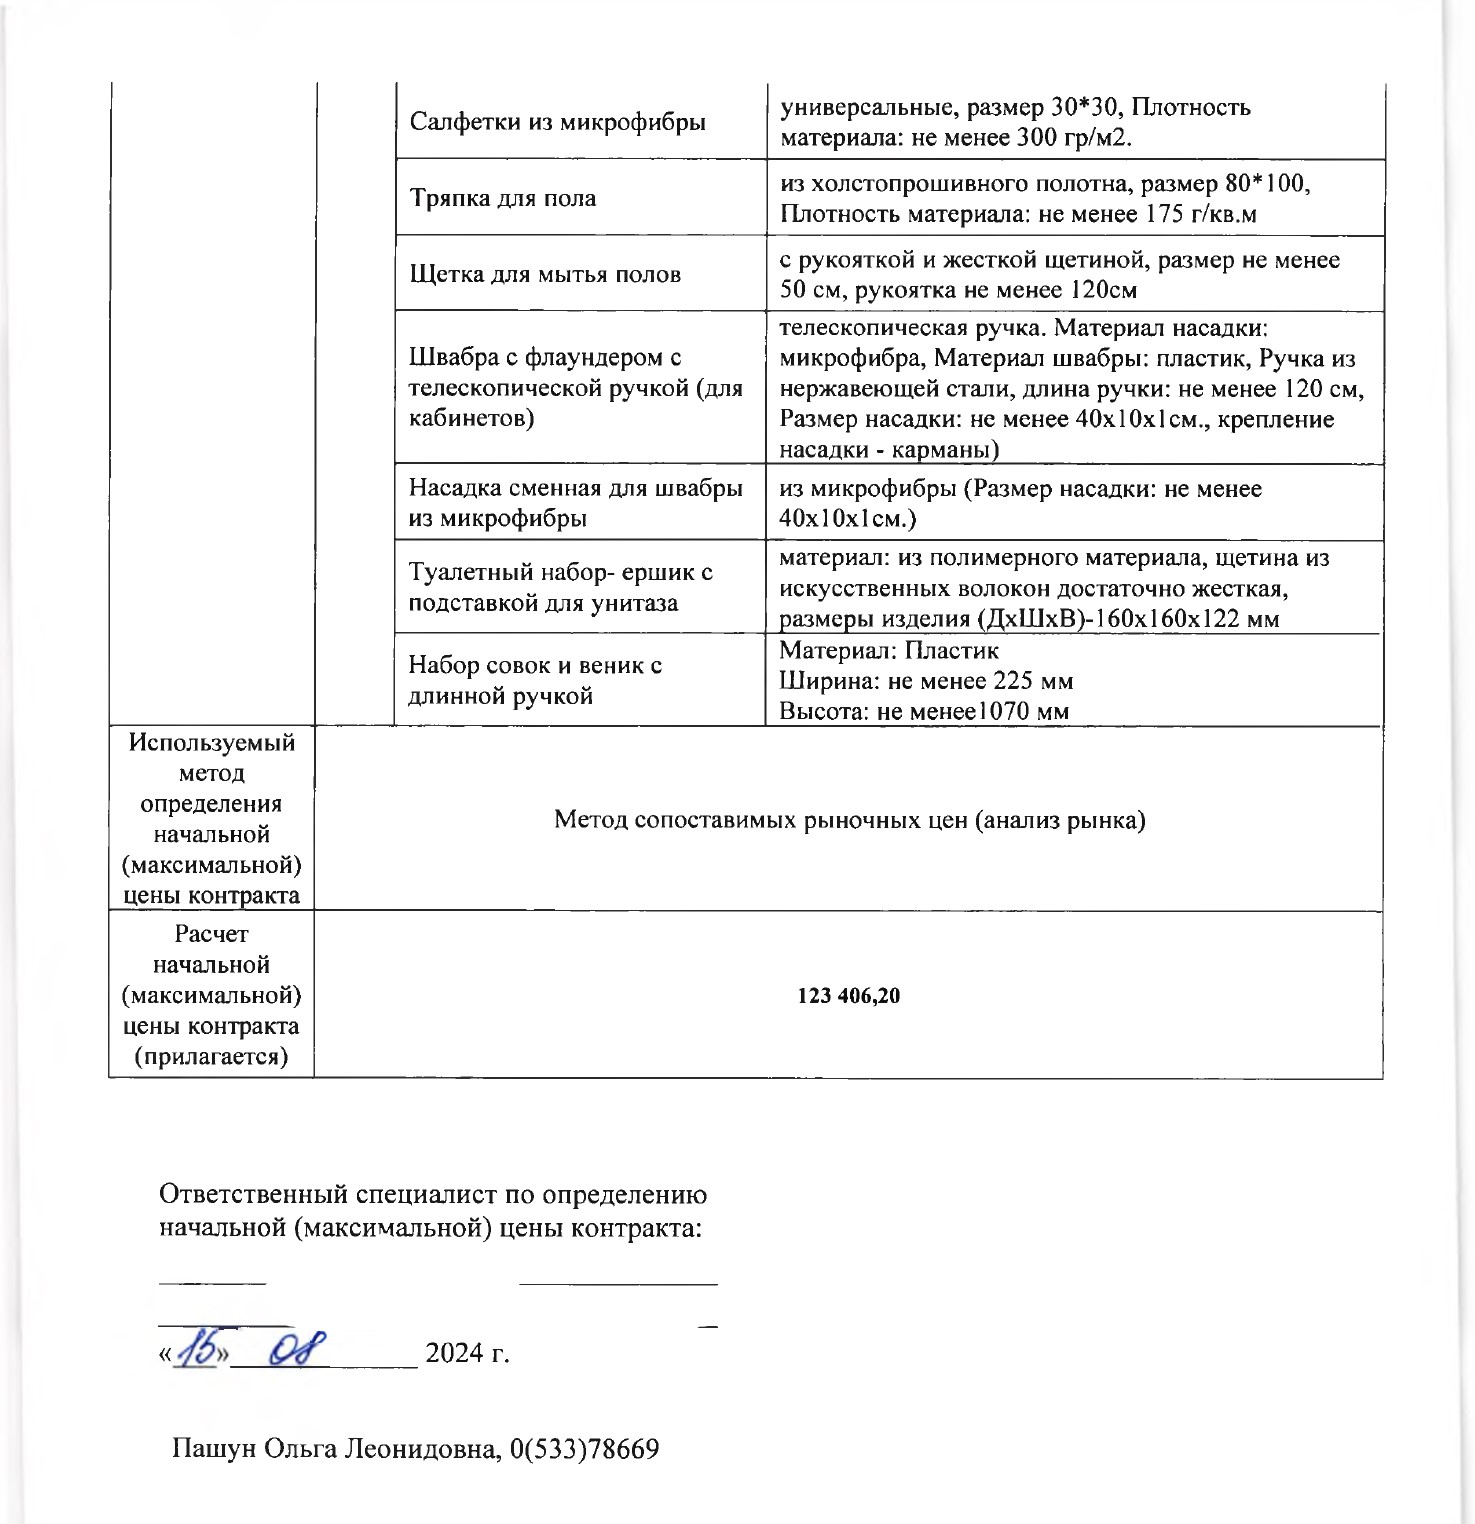 Салфетки из микрофибры
универсальные, размер 30*30, Плотность
материала: не менее 300 гр/м2.
Тряпка для пола
из холстопрошивного полотна, размер 80*100,
Плотность материала: не менее 175 г/кв.м
Щетка для мытья полов
с рукояткой и жесткой щетиной, размер не менее
50 см, рукоятка не менее 120см
Швабра с флаундером с
телескопической ручкой (для
кабинетов)
телескопическая ручка. Материал насадки:
микрофибра, Материал швабры: пластик, Ручка из
нержавеющей стали, длина ручки: не менее 120 см,
Размер насадки: не менее 40х10х1см., крепление
насадки - карманы)
Насадка сменная для швабры
из микрофибры
из микрофибры (Размер насадки: не менее
40х10х1см.)
Туалетный набор- ершик с
подставкой для унитаза
материал: из полимерного материала, щетина из
искусственных волокон достаточно жесткая,
размеры изделия (ДхШхВ)-160х160х122 мм
Набор совок и веник с
длинной ручкой
Материал: Пластик
Ширина: не менее 225 мм
Высота: не менее1070 мм
Используемый
метод
определения
начальной
(максимальной)
цены контракта
Метод сопоставимых рыночных цен (анализ рынка)
Расчет
начальной
(максимальной)
цены контракта
(прилагается)
123 406,20
Ответственный специалист по определению
начальной (максимальной) цены контракта:
«15» 08 2024 г.
Пашун Ольга Леонидовна, 0(533)78669